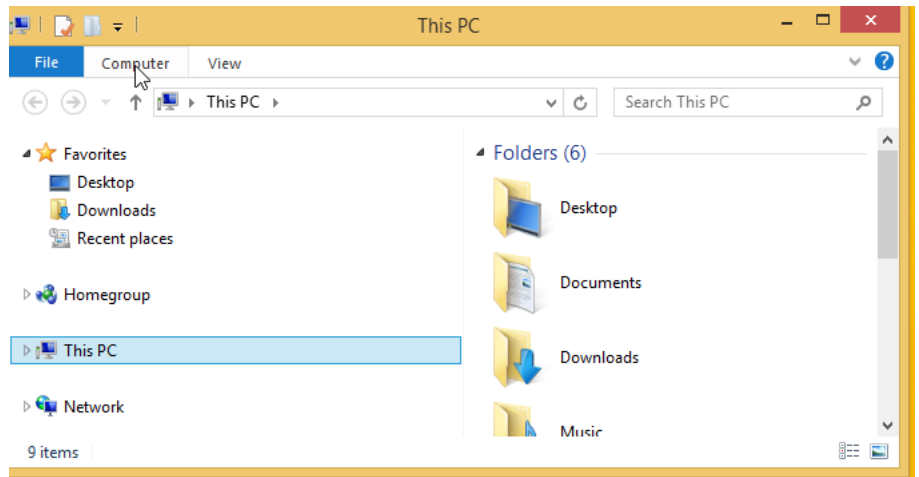 This PC
File Computer View
This PC Search This PC
Favorites
Desktop
Downloads
Recent places
Homegroup
This PC
Network
Folders (6)
Desktop
Documents
Downloads
Music
9 items